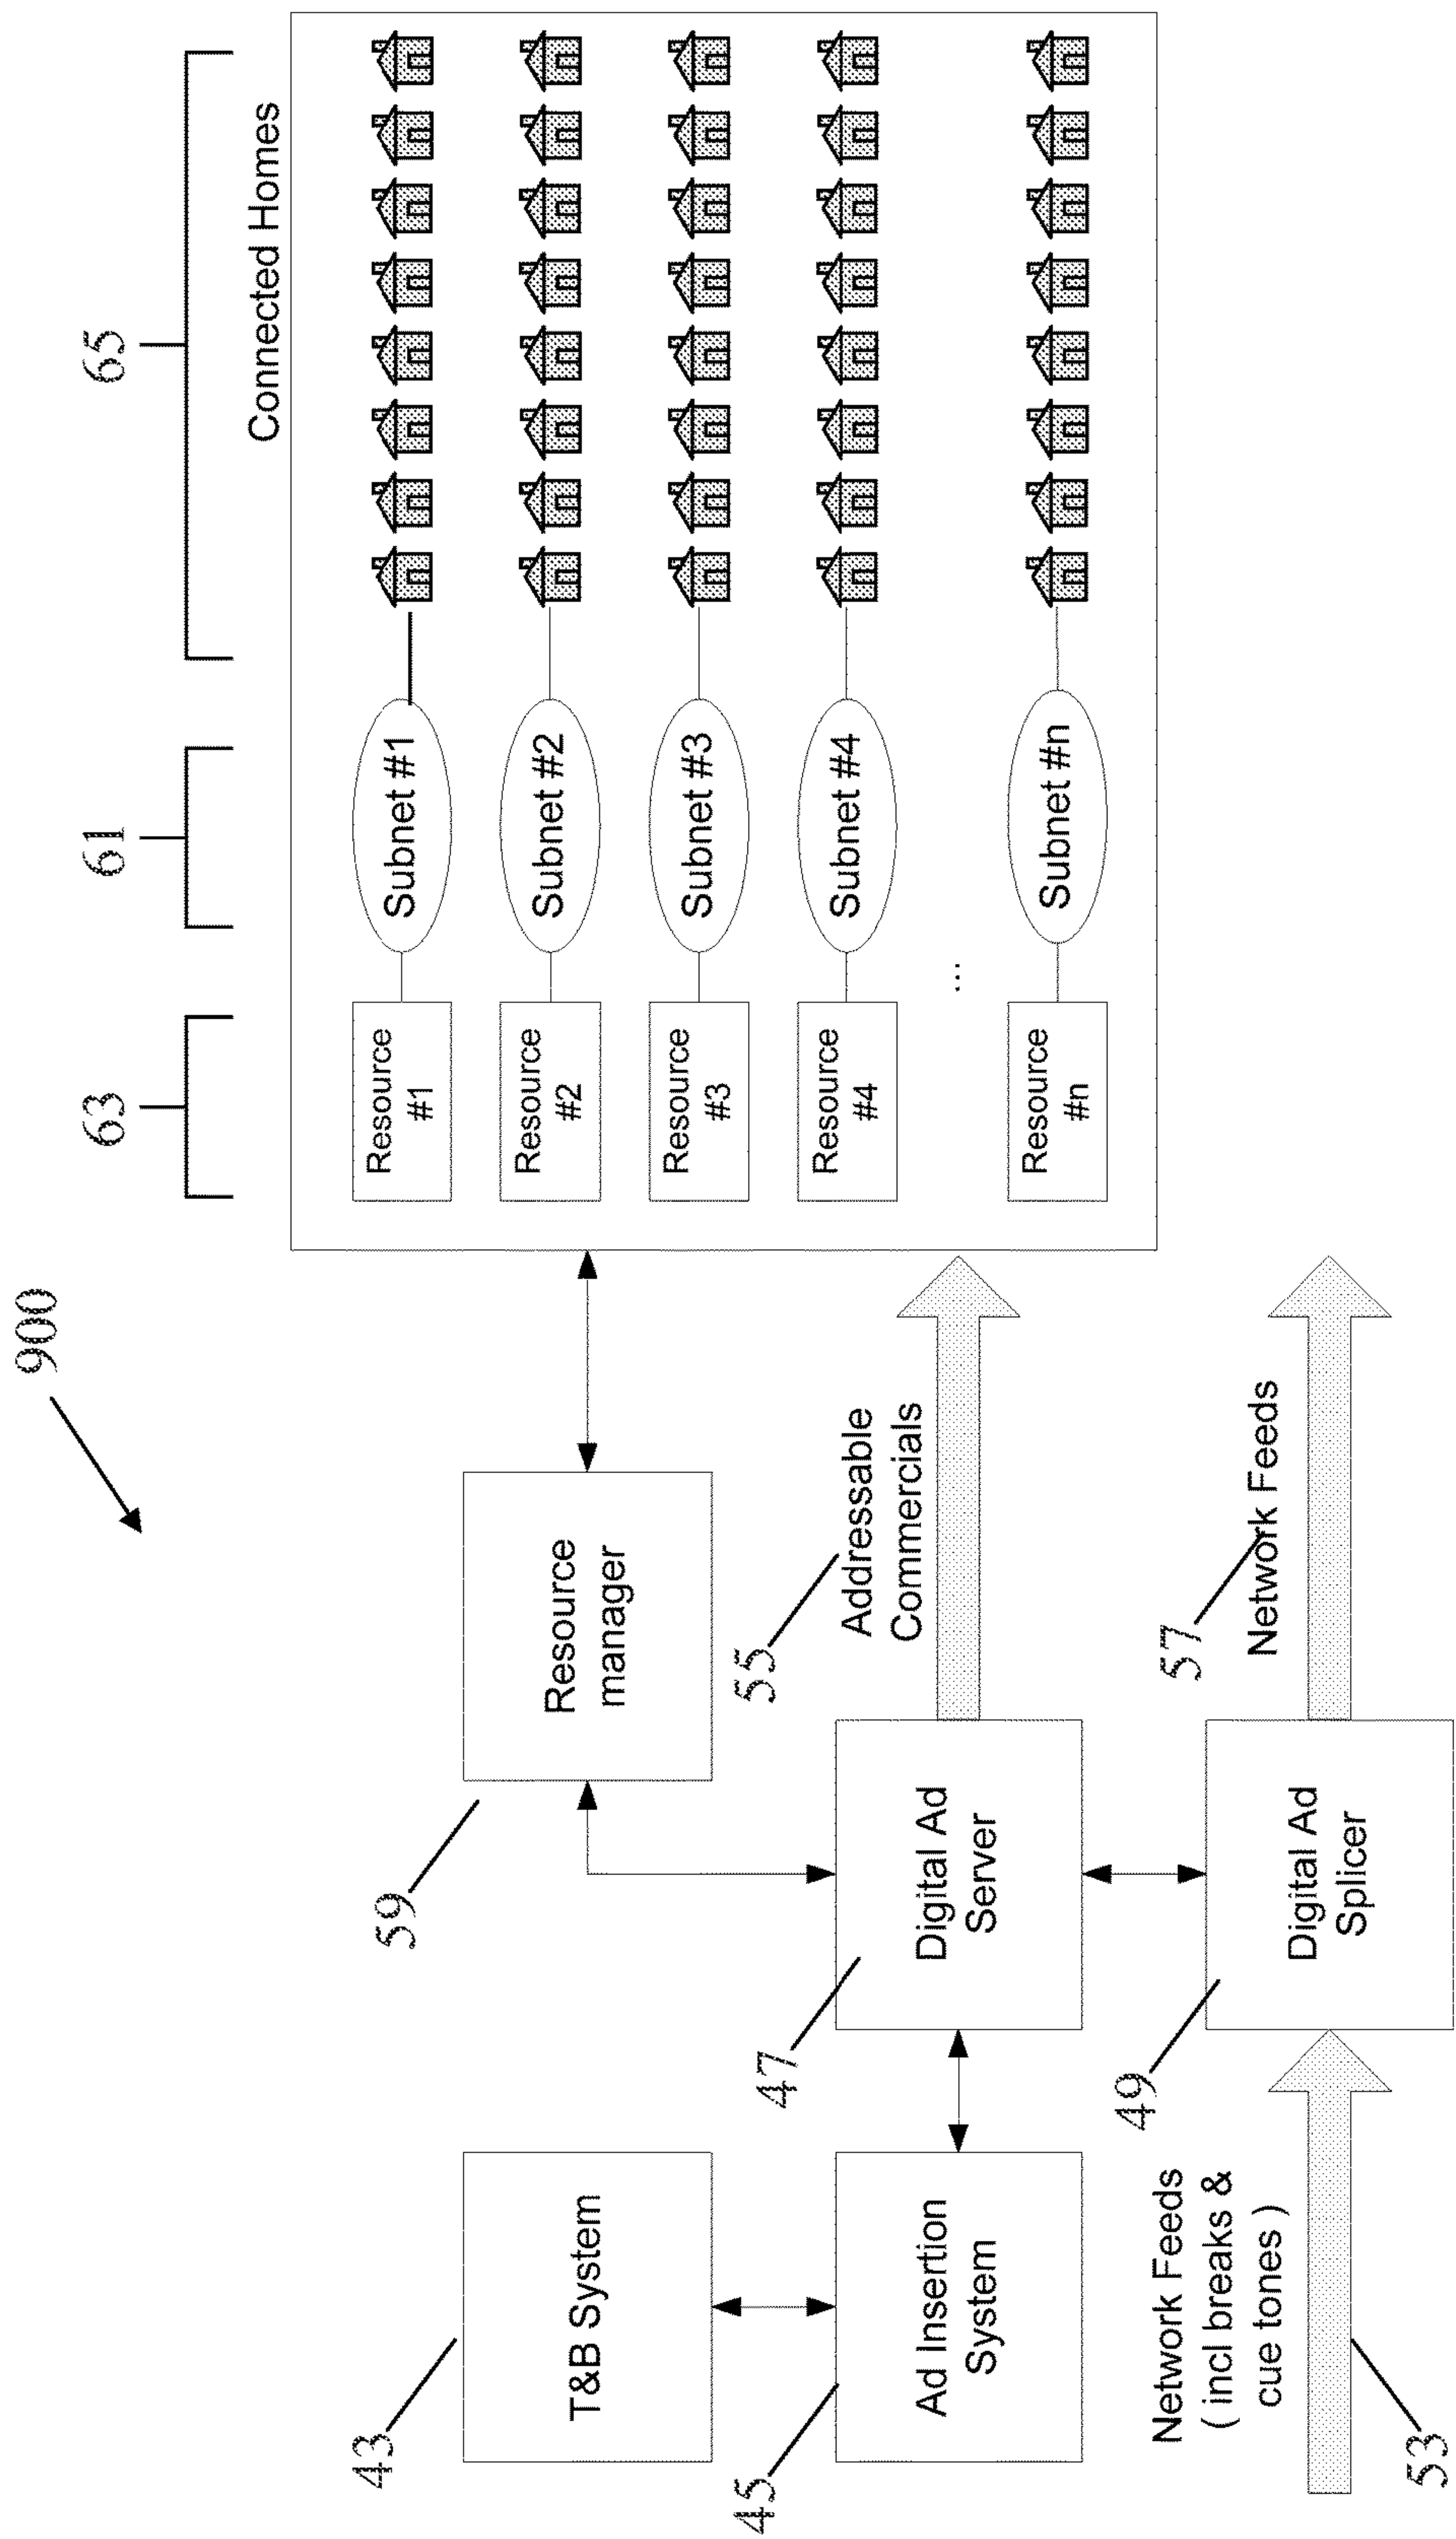 900
63
61
65
Connected Homes
Resource
#1
Subnet #1
Resource
#2
Subnet #2
Resource
#3
Subnet #3
Resource
#4
Subnet #4
...
Resource
#n
Subnet #n
43
T&B System
59
Resource
manager
45
Ad Insertion
System
47
Digital Ad
Server
55
Addressable
Commercials
53
Network Feeds
( incl breaks &
cue tones )
49
Digital Ad
Splicer
57
Network Feeds